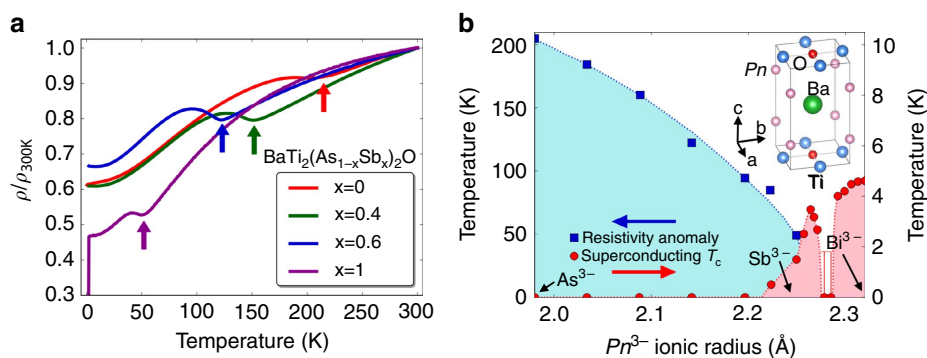 a
ρ/ρ300K
1.0
0.9
0.8
0.7
0.6
0.5
0.4
0.3
BaTi2(As1−xSbx)2O
x=0
x=0.4
x=0.6
x=1
0 50 100 150 200 250 300
Temperature (K)
b
Temperature (K)
200
150
100
50
0
Pn
O
Ba
c
b
a
Ti
Resistivity anomaly
Superconducting Tc
As3−
Sb3−
Bi3−
10
8
6
4
2
0
Temperature (K)
2.0 2.1 2.2 2.3
Pn3− ionic radius (Å)